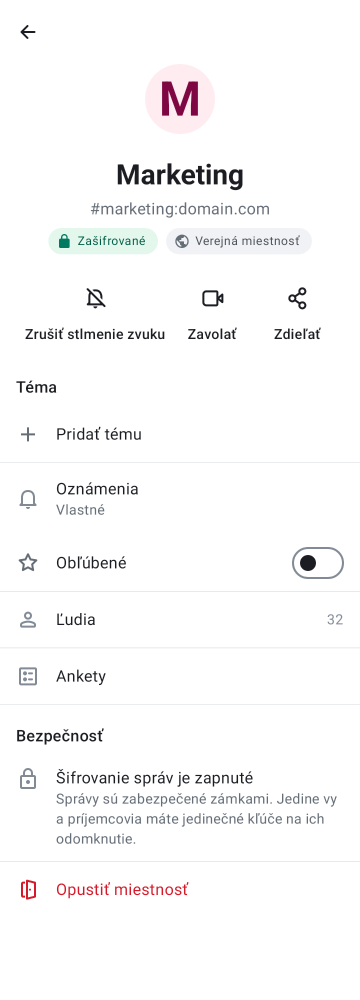 M
Marketing
#marketing:domain.com
Zašifrované
Verejná miestnosť
Zrušiť stlmenie zvuku
Zavolať
Zdieľať
Téma
Pridať tému
Oznámenia
Vlastné
Obľúbené
Ľudia
32
Ankety
Bezpečnosť
Šifrovanie správ je zapnuté
Správy sú zabezpečené zámkami. Jedine vy
a príjemcovia máte jedinečné kľúče na ich
odomknutie.
Opustiť miestnosť